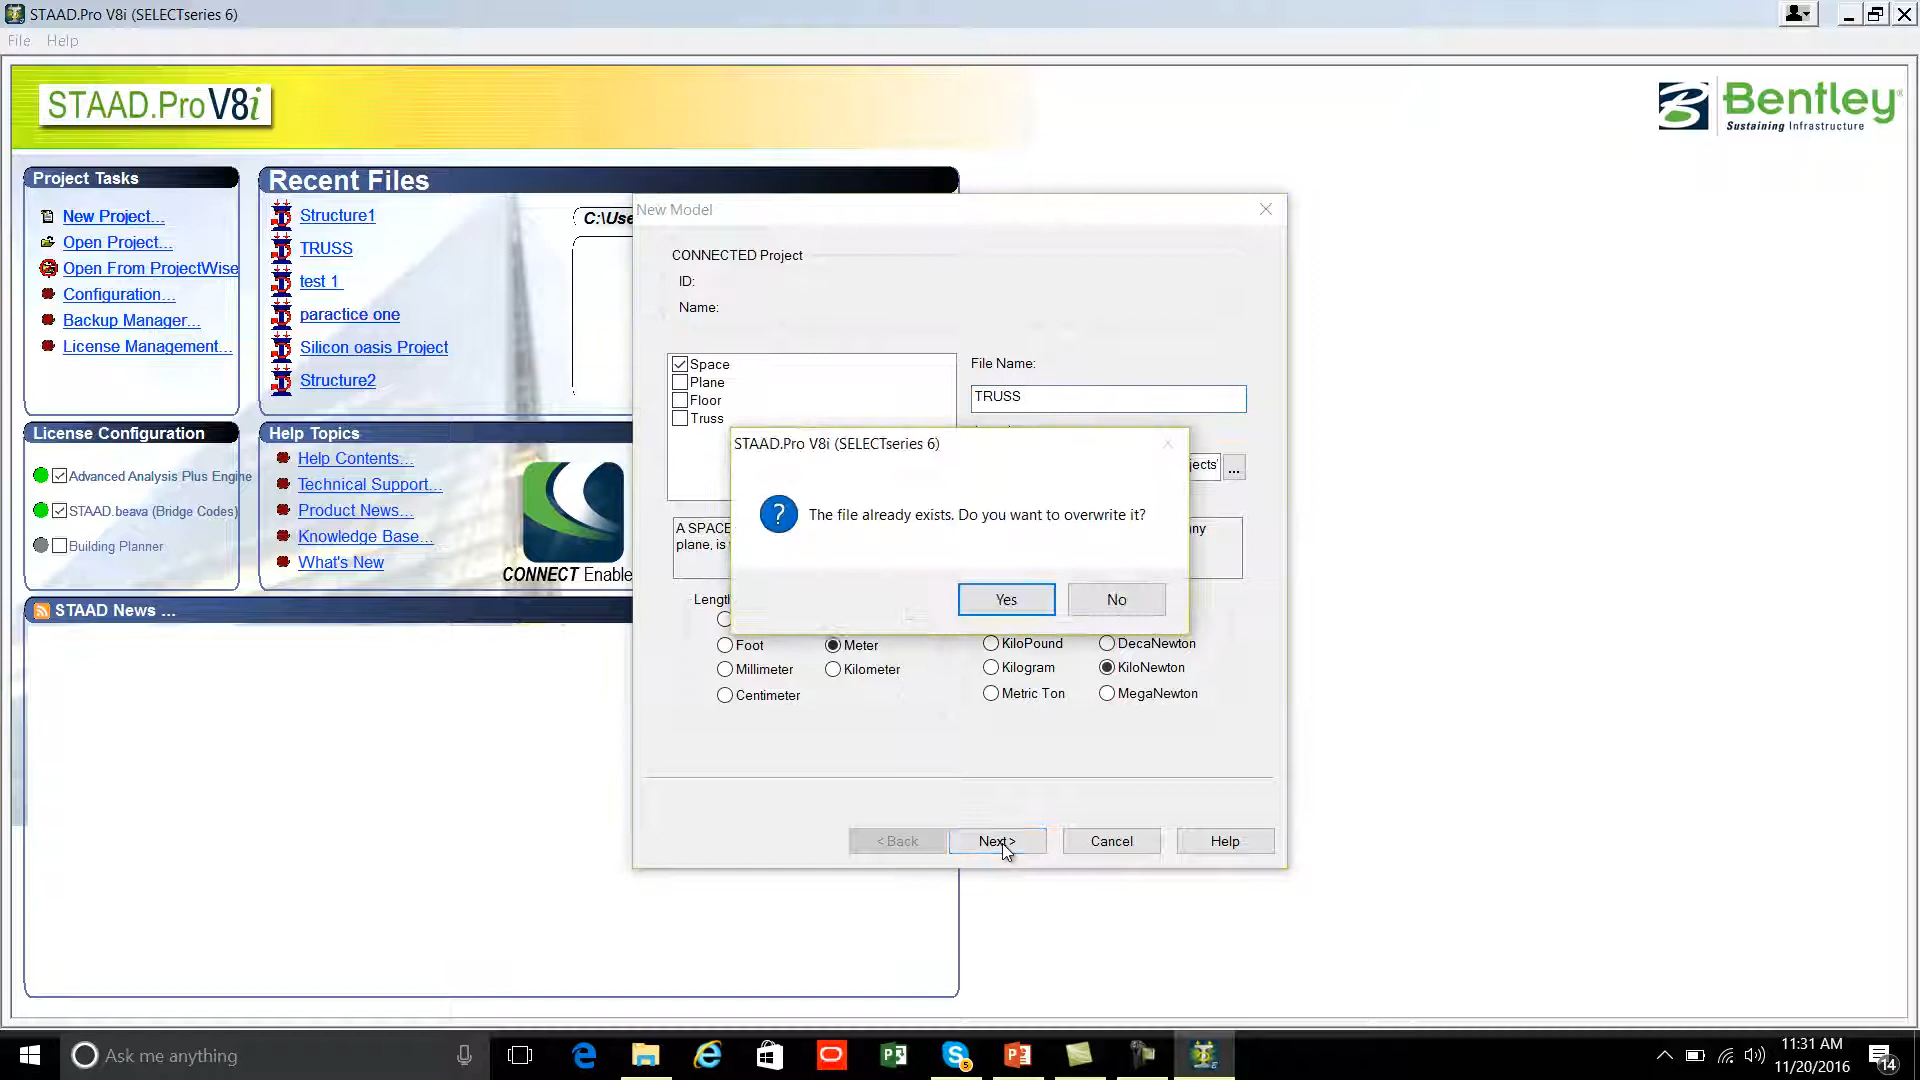 STAAD.Pro V8i (SELECTseries 6)
File Help
STAAD.Pro V8i
Bentley
Sustaining Infrastructure
Project Tasks
New Project...
Open Project...
Open From ProjectWise
Configuration...
Backup Manager...
License Management...
Recent Files
Structure1
TRUSS
test 1
paractice one
Silicon oasis Project
Structure2
C:\Use
License Configuration
Advanced Analysis Plus Engine
STAAD.beava (Bridge Codes)
Building Planner
Help Topics
Help Contents...
Technical Support...
Product News...
Knowledge Base...
What's New
CONNECT Enable
STAAD News ...
New Model
CONNECTED Project
ID:
Name:
Space
Plane
Floor
Truss
File Name:
TRUSS
jects'
...
A SPACE
plane, is
ny
STAAD.Pro V8i (SELECTseries 6)
? The file already exists. Do you want to overwrite it?
Yes No
Lengt
Foot Meter
Millimeter Kilometer
Centimeter
KiloPound DecaNewton
Kilogram KiloNewton
Metric Ton MegaNewton
< Back Next > Cancel Help
Ask me anything
5
11:31 AM
11/20/2016
14